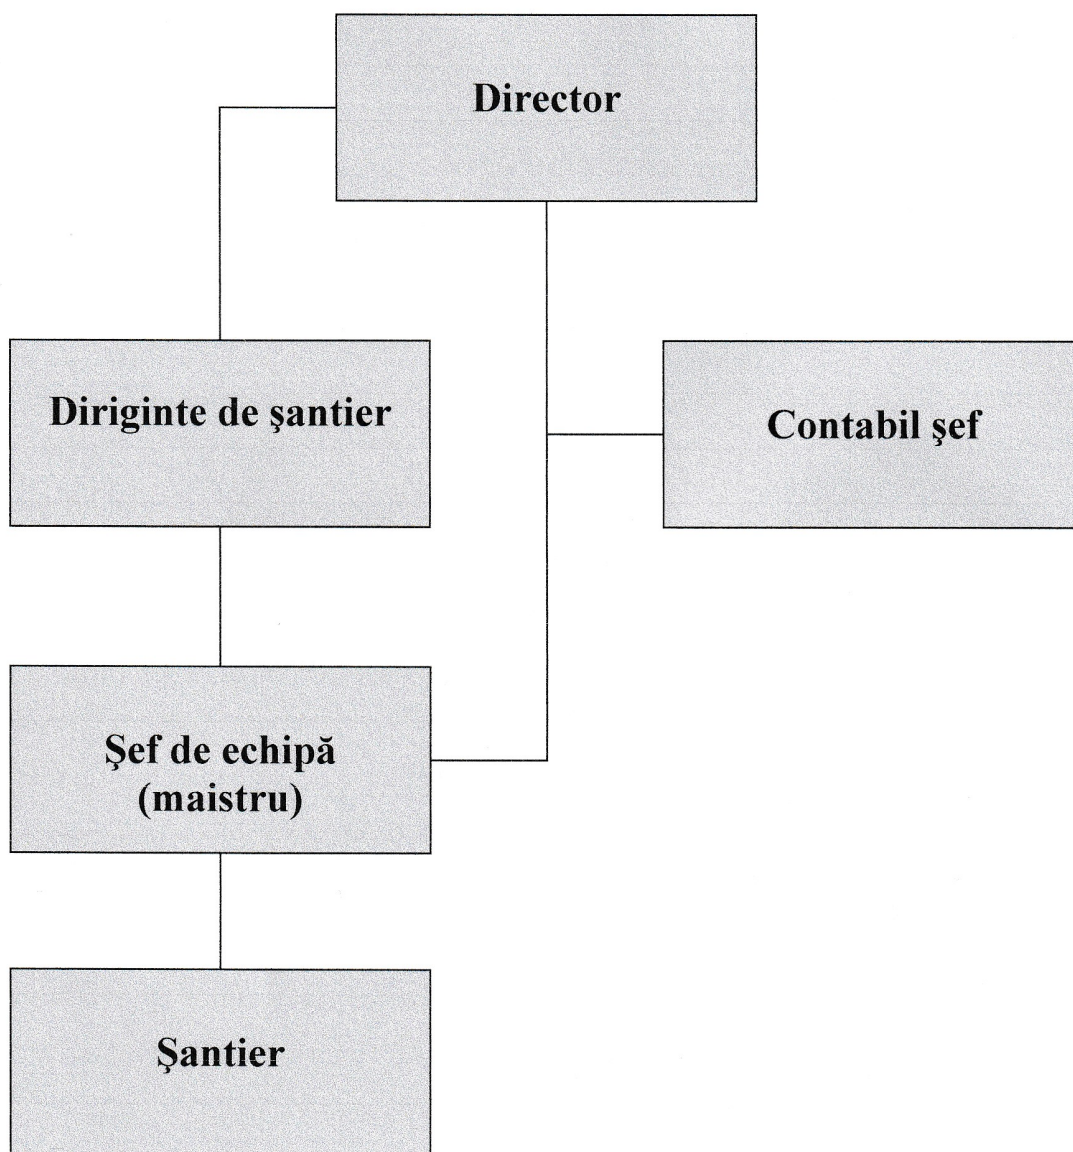 Director
Diriginte de şantier
Contabil şef
Şef de echipă
(maistru)
Şantier